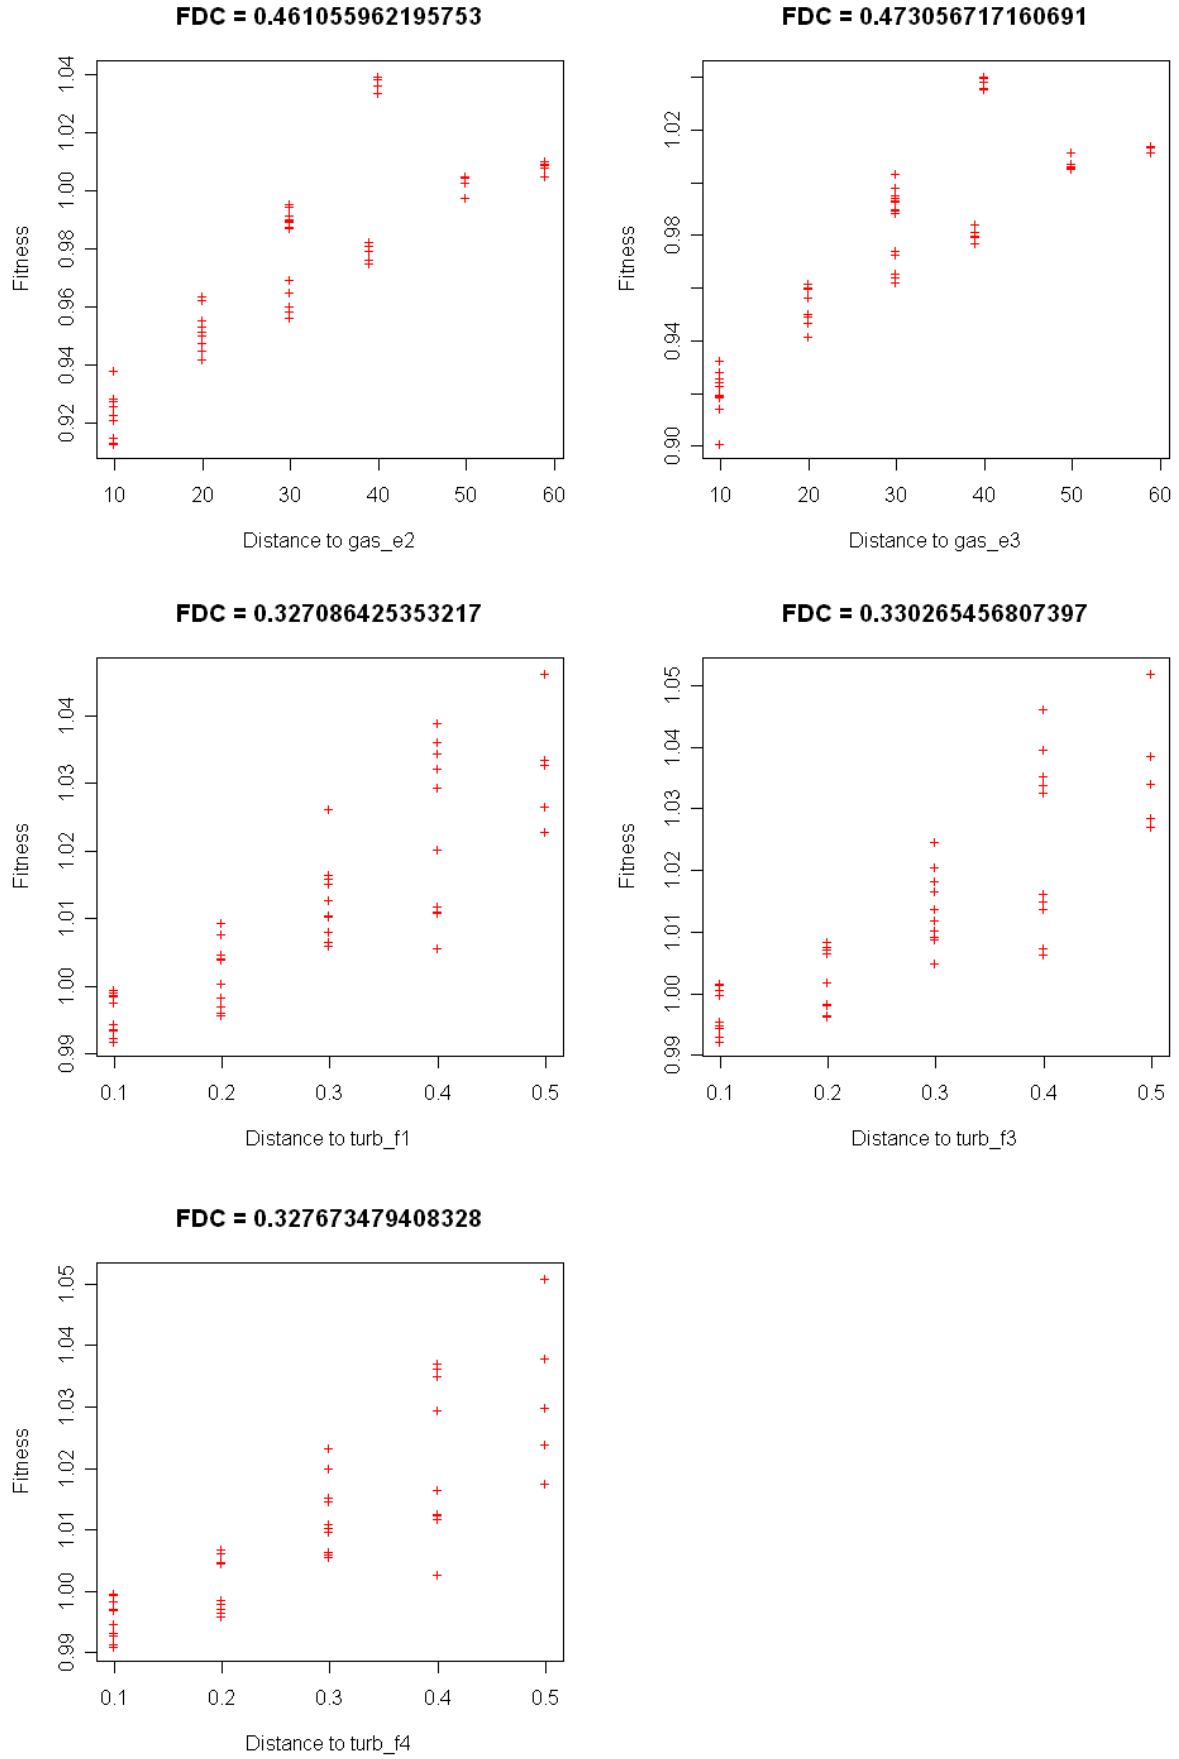 FDC = 0.461055962195753
Fitness
1.04
1.02
1.00
0.98
0.96
0.94
0.92
10 20 30 40 50 60
Distance to gas_e2
FDC = 0.473056717160691
Fitness
1.02
0.98
0.94
0.90
10 20 30 40 50 60
Distance to gas_e3
FDC = 0.327086425353217
Fitness
1.04
1.03
1.02
1.01
1.00
0.99
0.1 0.2 0.3 0.4 0.5
Distance to turb_f1
FDC = 0.330265456807397
Fitness
1.05
1.04
1.03
1.02
1.01
1.00
0.99
0.1 0.2 0.3 0.4 0.5
Distance to turb_f3
FDC = 0.327673479408328
Fitness
1.05
1.04
1.03
1.02
1.01
1.00
0.99
0.1 0.2 0.3 0.4 0.5
Distance to turb_f4